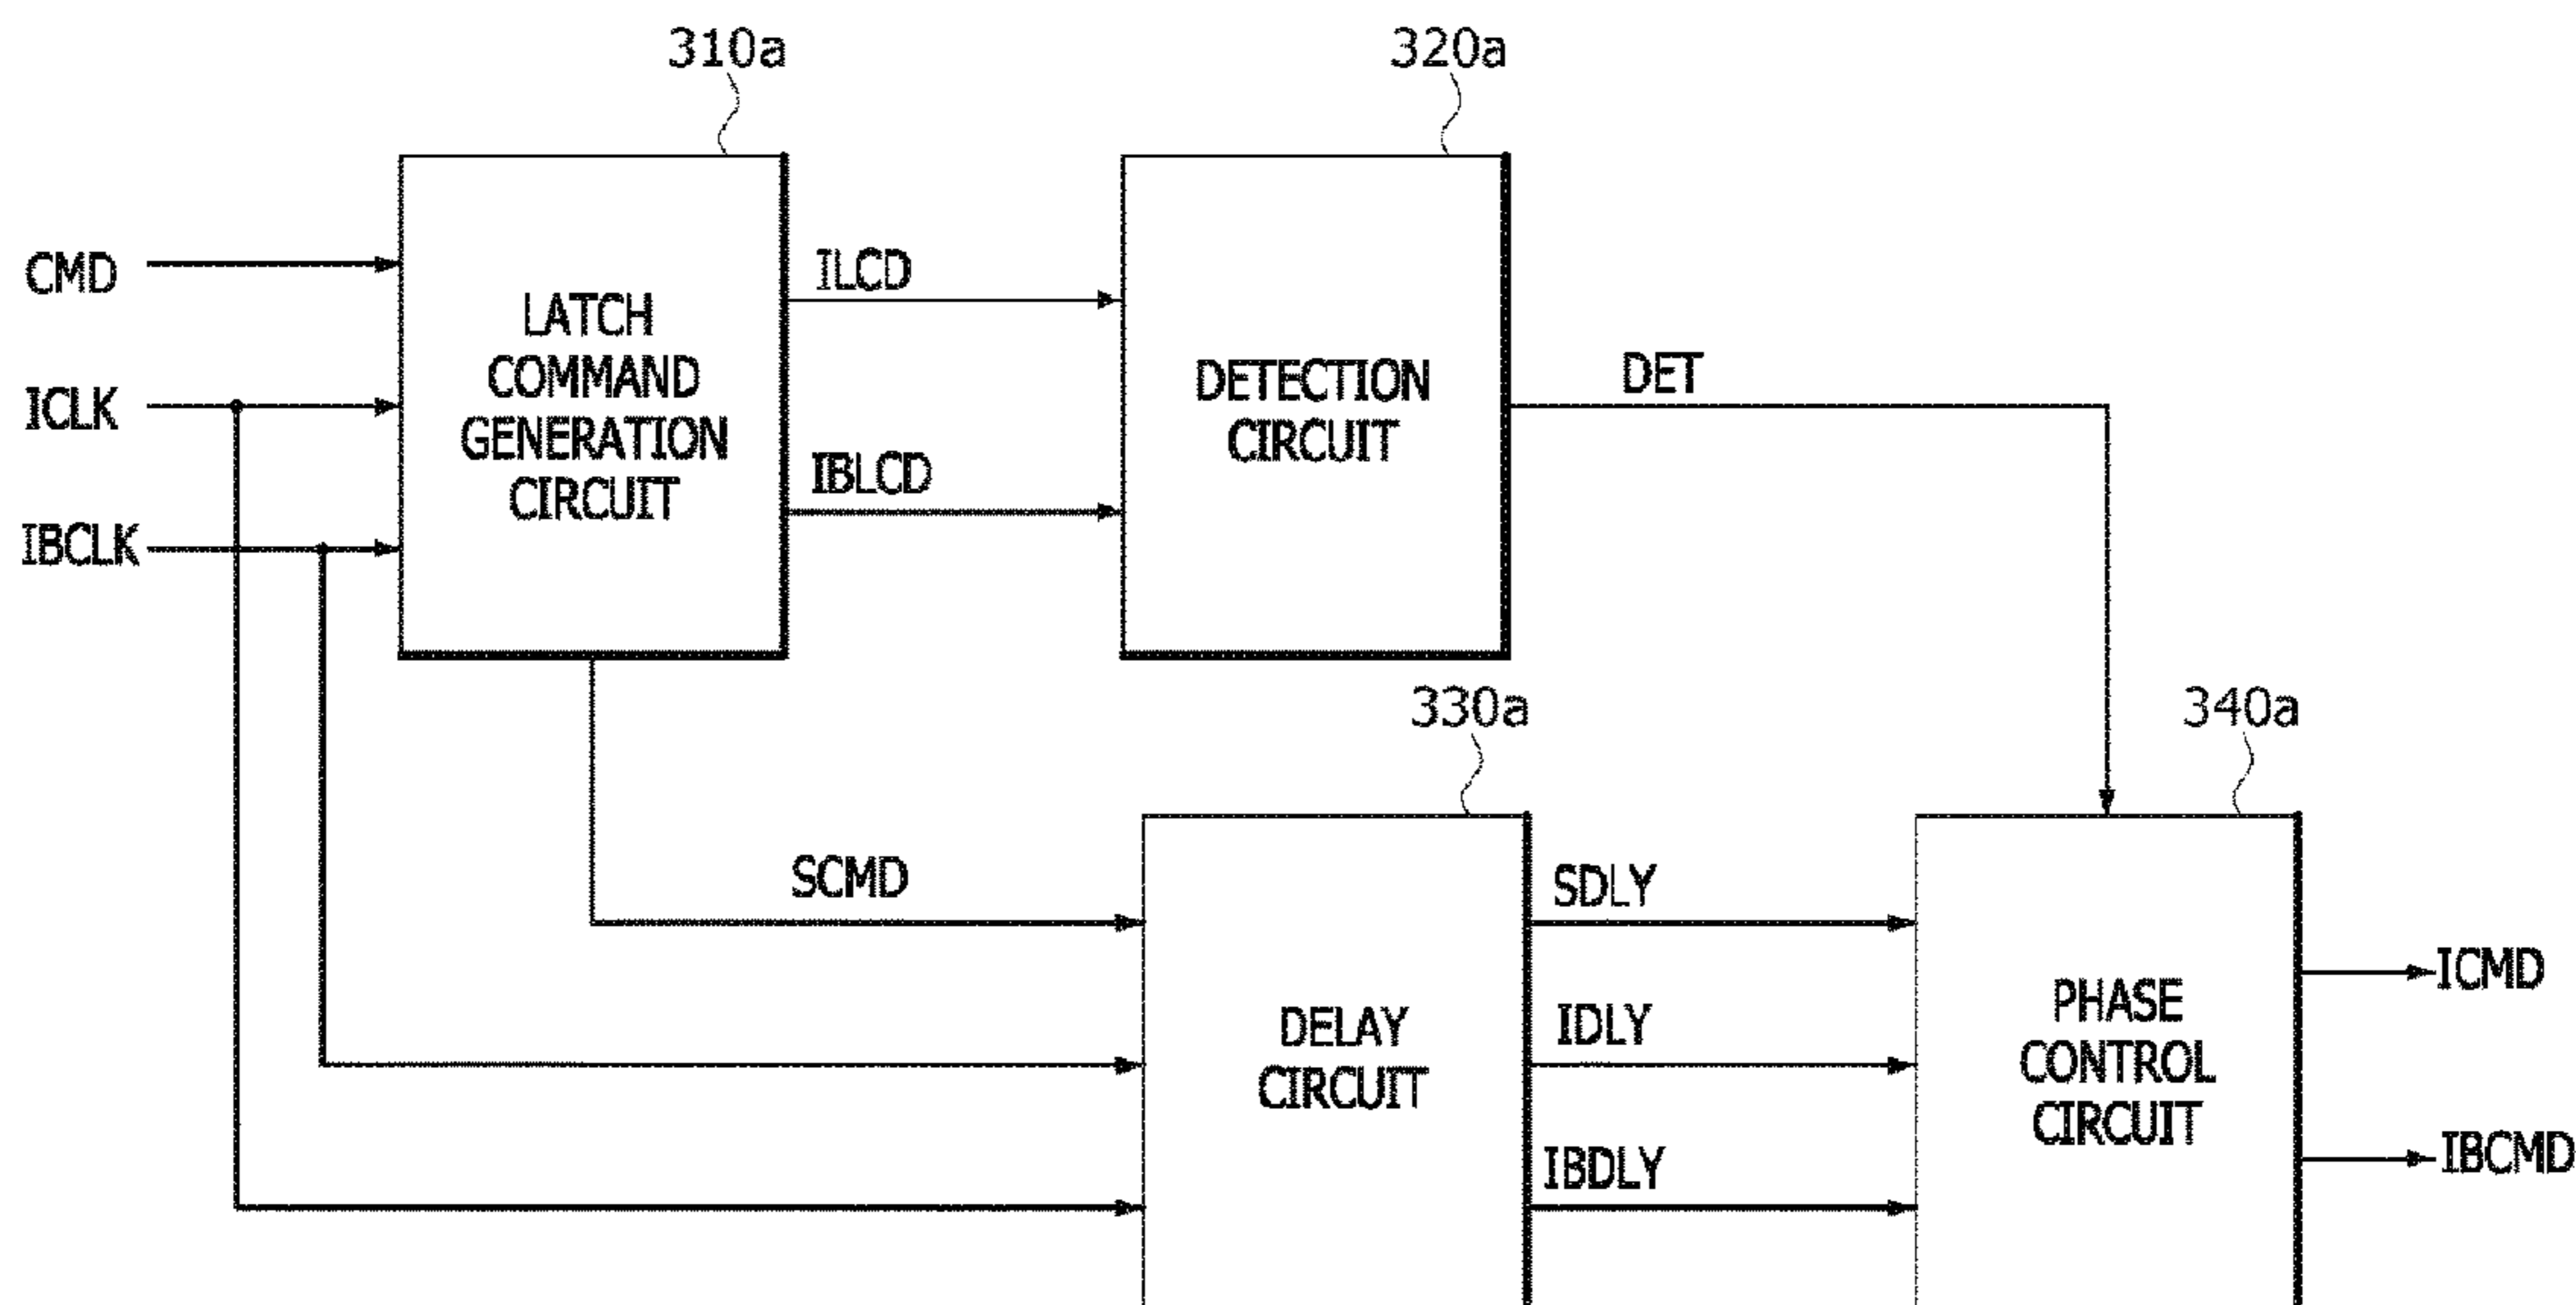 310a
320a
CMD
ICLK
IBCLK
LATCH
COMMAND
GENERATION
CIRCUIT
ILCD
IBLCD
DETECTION
CIRCUIT
DET
330a
340a
SCMD
DELAY
CIRCUIT
SDLY
IDLY
IBDLY
PHASE
CONTROL
CIRCUIT
ICMD
IBCMD